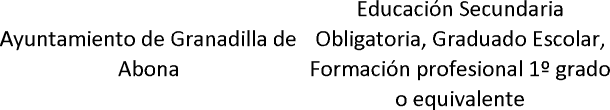 Ayuntamiento de Granadilla de
Abona
Educación Secundaria
Obligatoria, Graduado Escolar,
Formación profesional 1º grado
o equivalente